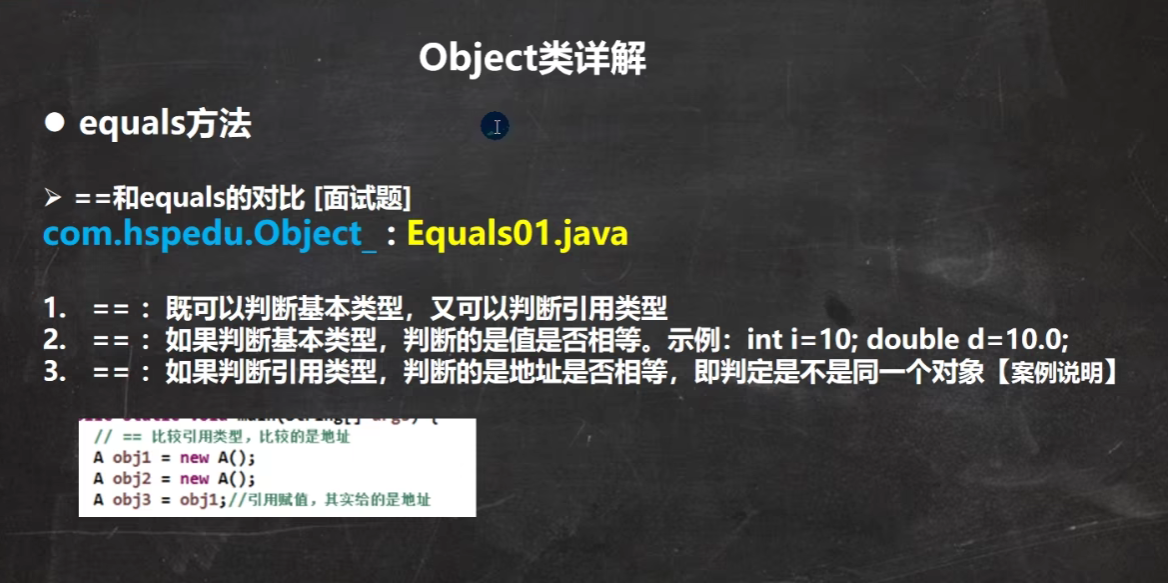 Object类详解
● equals方法
➢ ==和equals的对比 [面试题]
com.hspedu.Object_ : Equals01.java
1. == ：既可以判断基本类型，又可以判断引用类型
2. == ：如果判断基本类型，判断的是值是否相等。示例：int i=10; double d=10.0;
3. == ：如果判断引用类型，判断的是地址是否相等，即判定是不是同一个对象【案例说明】
static void main(String[] args) {
// == 比较引用类型，比较的是地址
A obj1 = new A();
A obj2 = new A();
A obj3 = obj1;//引用赋值，其实给的是地址